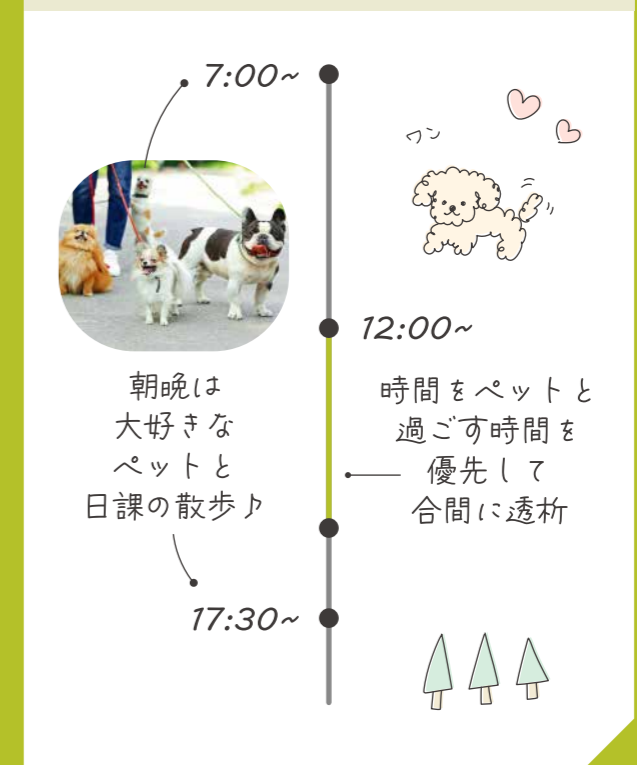 7:00~
ワン
12:00~
朝晩は
大好きな
ペットと
日課の散歩♪
時間をペットと
過ごす時間を
優先して
合間に透析
17:30~